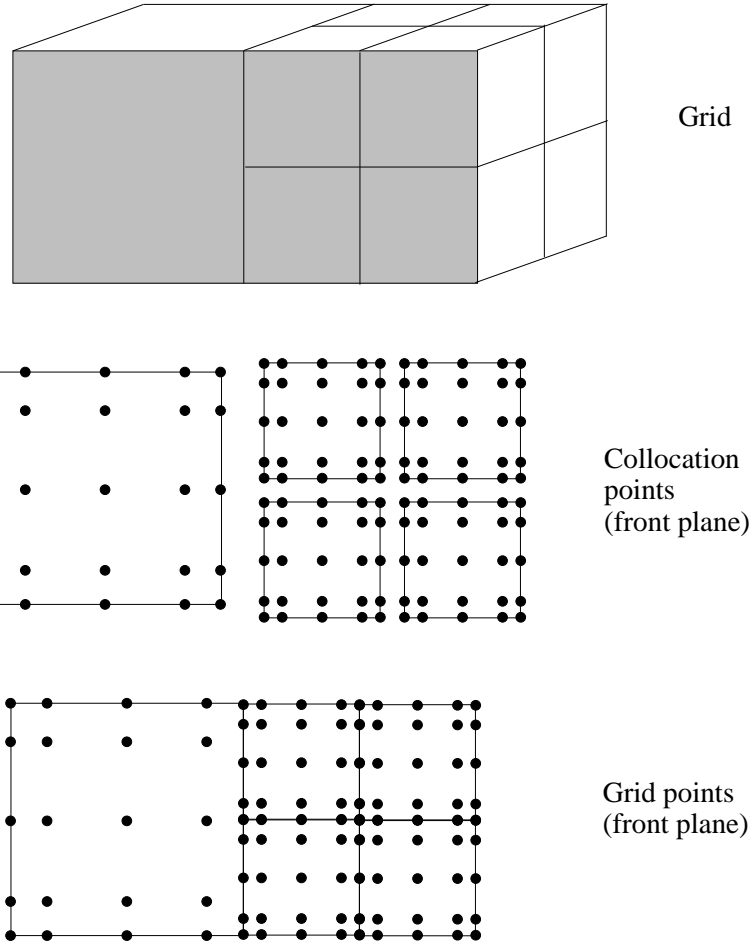 Grid
Collocation
points
(front plane)
Grid points
(front plane)